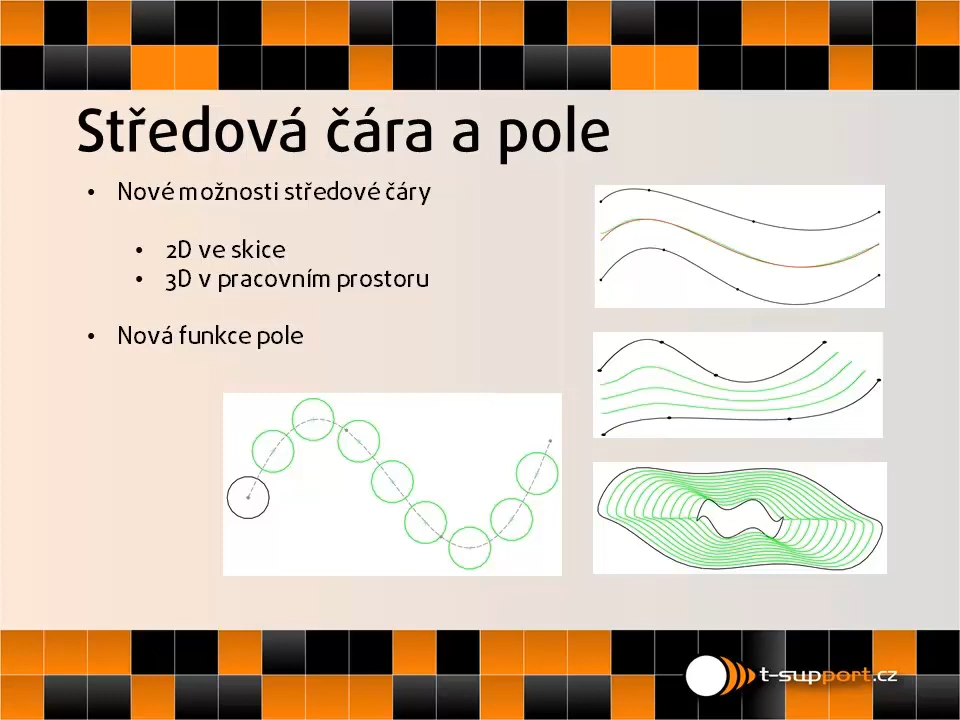 Středová čára a pole
• Nové možnosti středové čáry
• 2D ve skice
• 3D v pracovním prostoru
• Nová funkce pole
t-support.cz